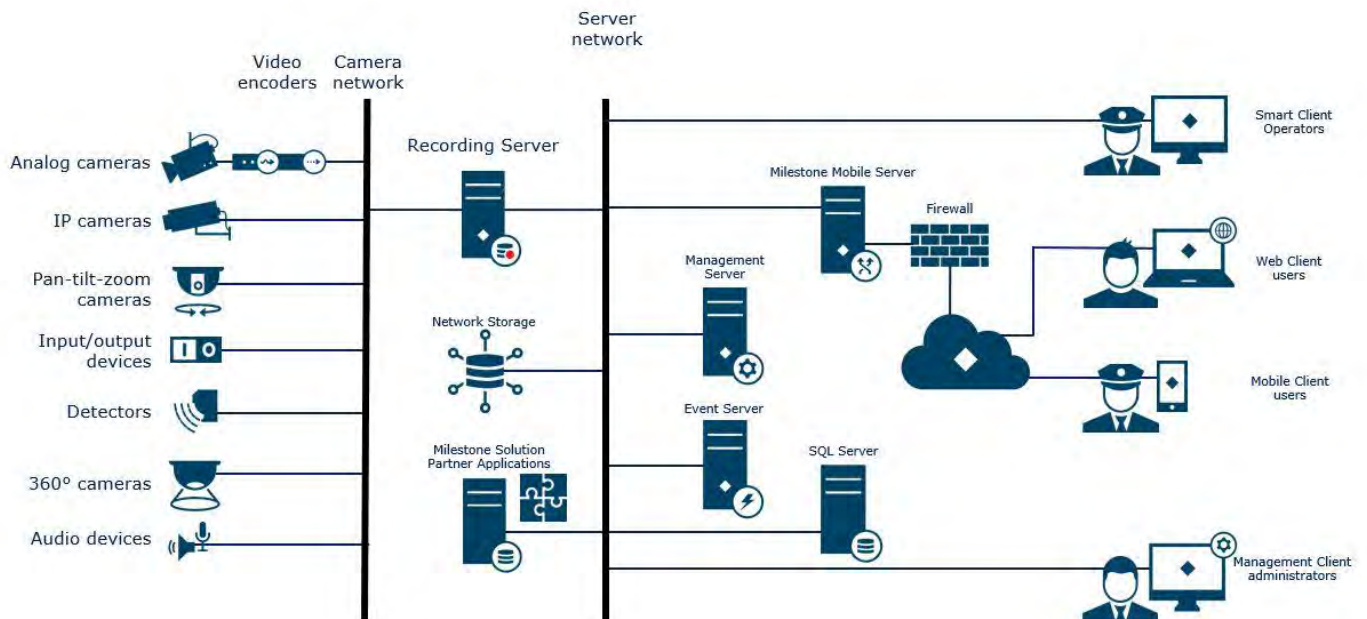 Server
network
Video
encoders
Camera
network
Analog cameras
IP cameras
Pan-tilt-zoom
cameras
Input/output
devices
Detectors
360° cameras
Audio devices
Recording Server
Network Storage
Milestone Solution
Partner Applications
Milestone Mobile Server
Firewall
Management
Server
Event Server
SQL Server
Smart Client
Operators
Web Client
users
Mobile Client
users
Management Client
administrators